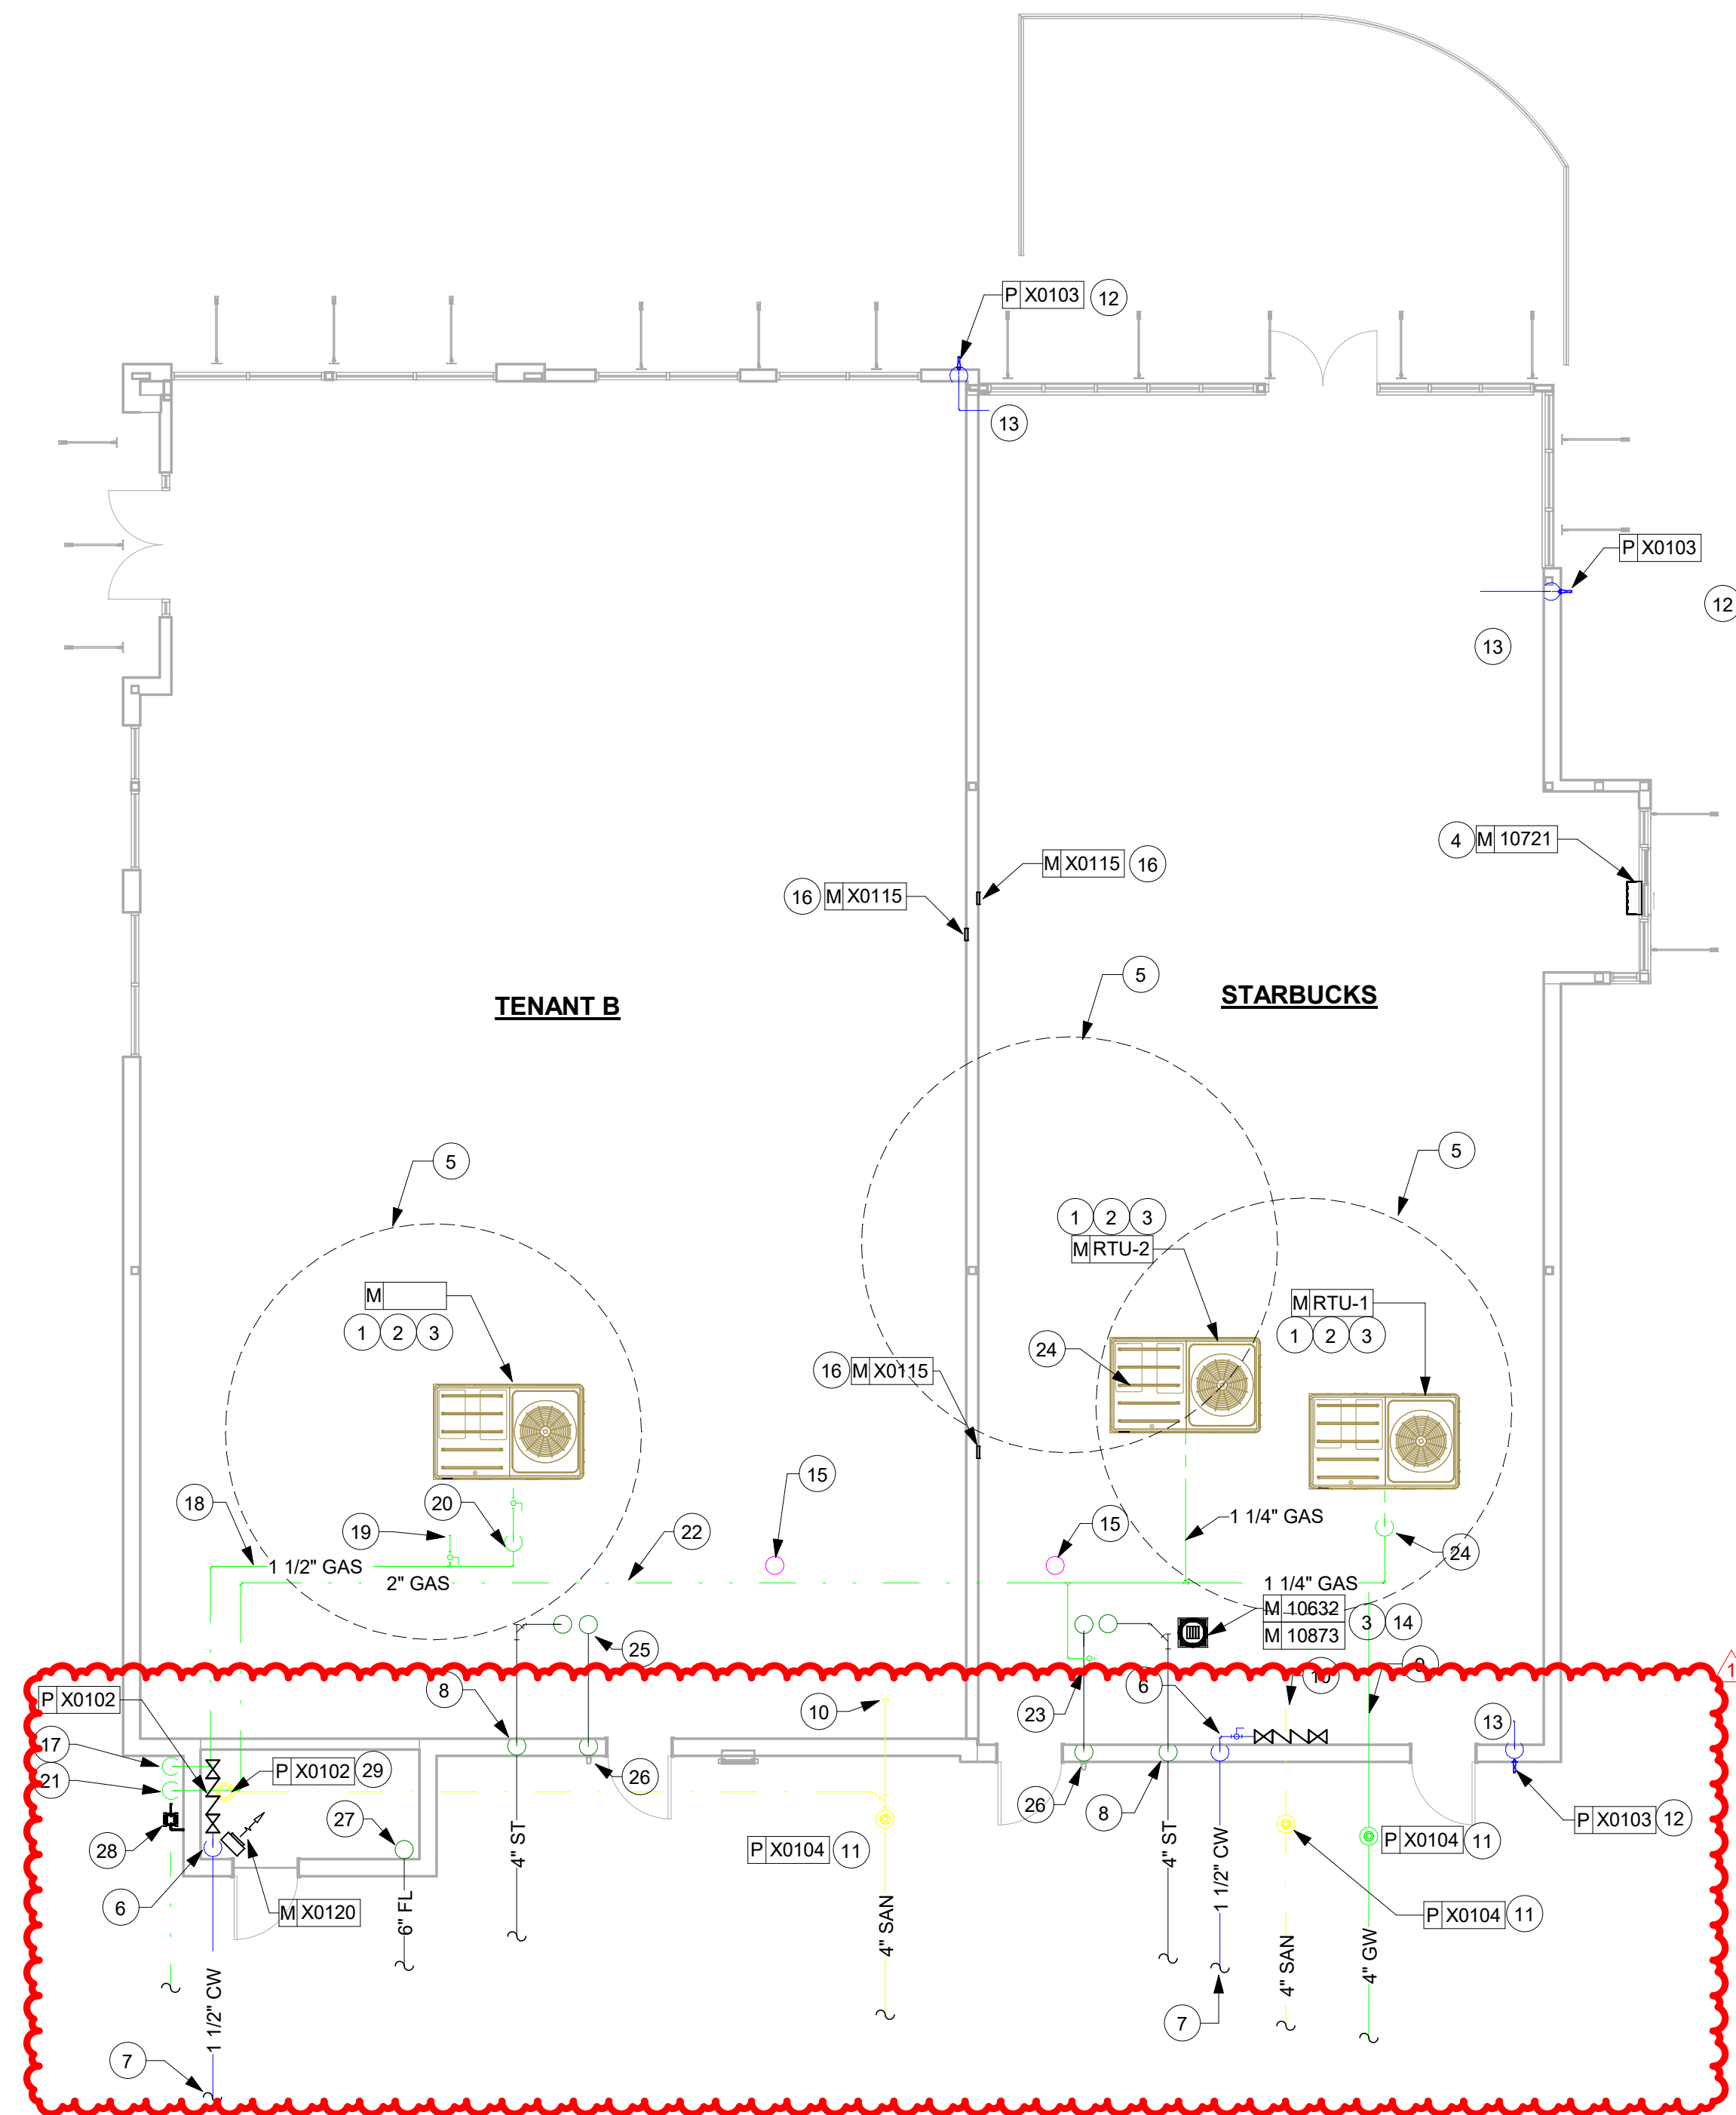 P X0103 12
13
P X0103
12
13
4 M 10721
M X0115 16
16 M X0115
5
STARBUCKS
TENANT B
5
5
1 2 3
M RTU-2
M
1 2 3
M RTU-1
1 2 3
24
16 M X0115
15
15
18
20
19
22
1 1/4" GAS
24
1 1/2" GAS
2" GAS
1 1/4" GAS
M 10632
M 10873
3 14
25
1
8
6
10
9
P X0102
10
23
13
17
P X0102 29
21
26
26
8
P X0103 12
27
28
P X0104 11
P X0104 11
6
M X0120
P X0104 11
6" FL
4" ST
4" SAN
4" ST
1 1/2" CW
4" SAN
4" GW
1 1/2" CW
7
7